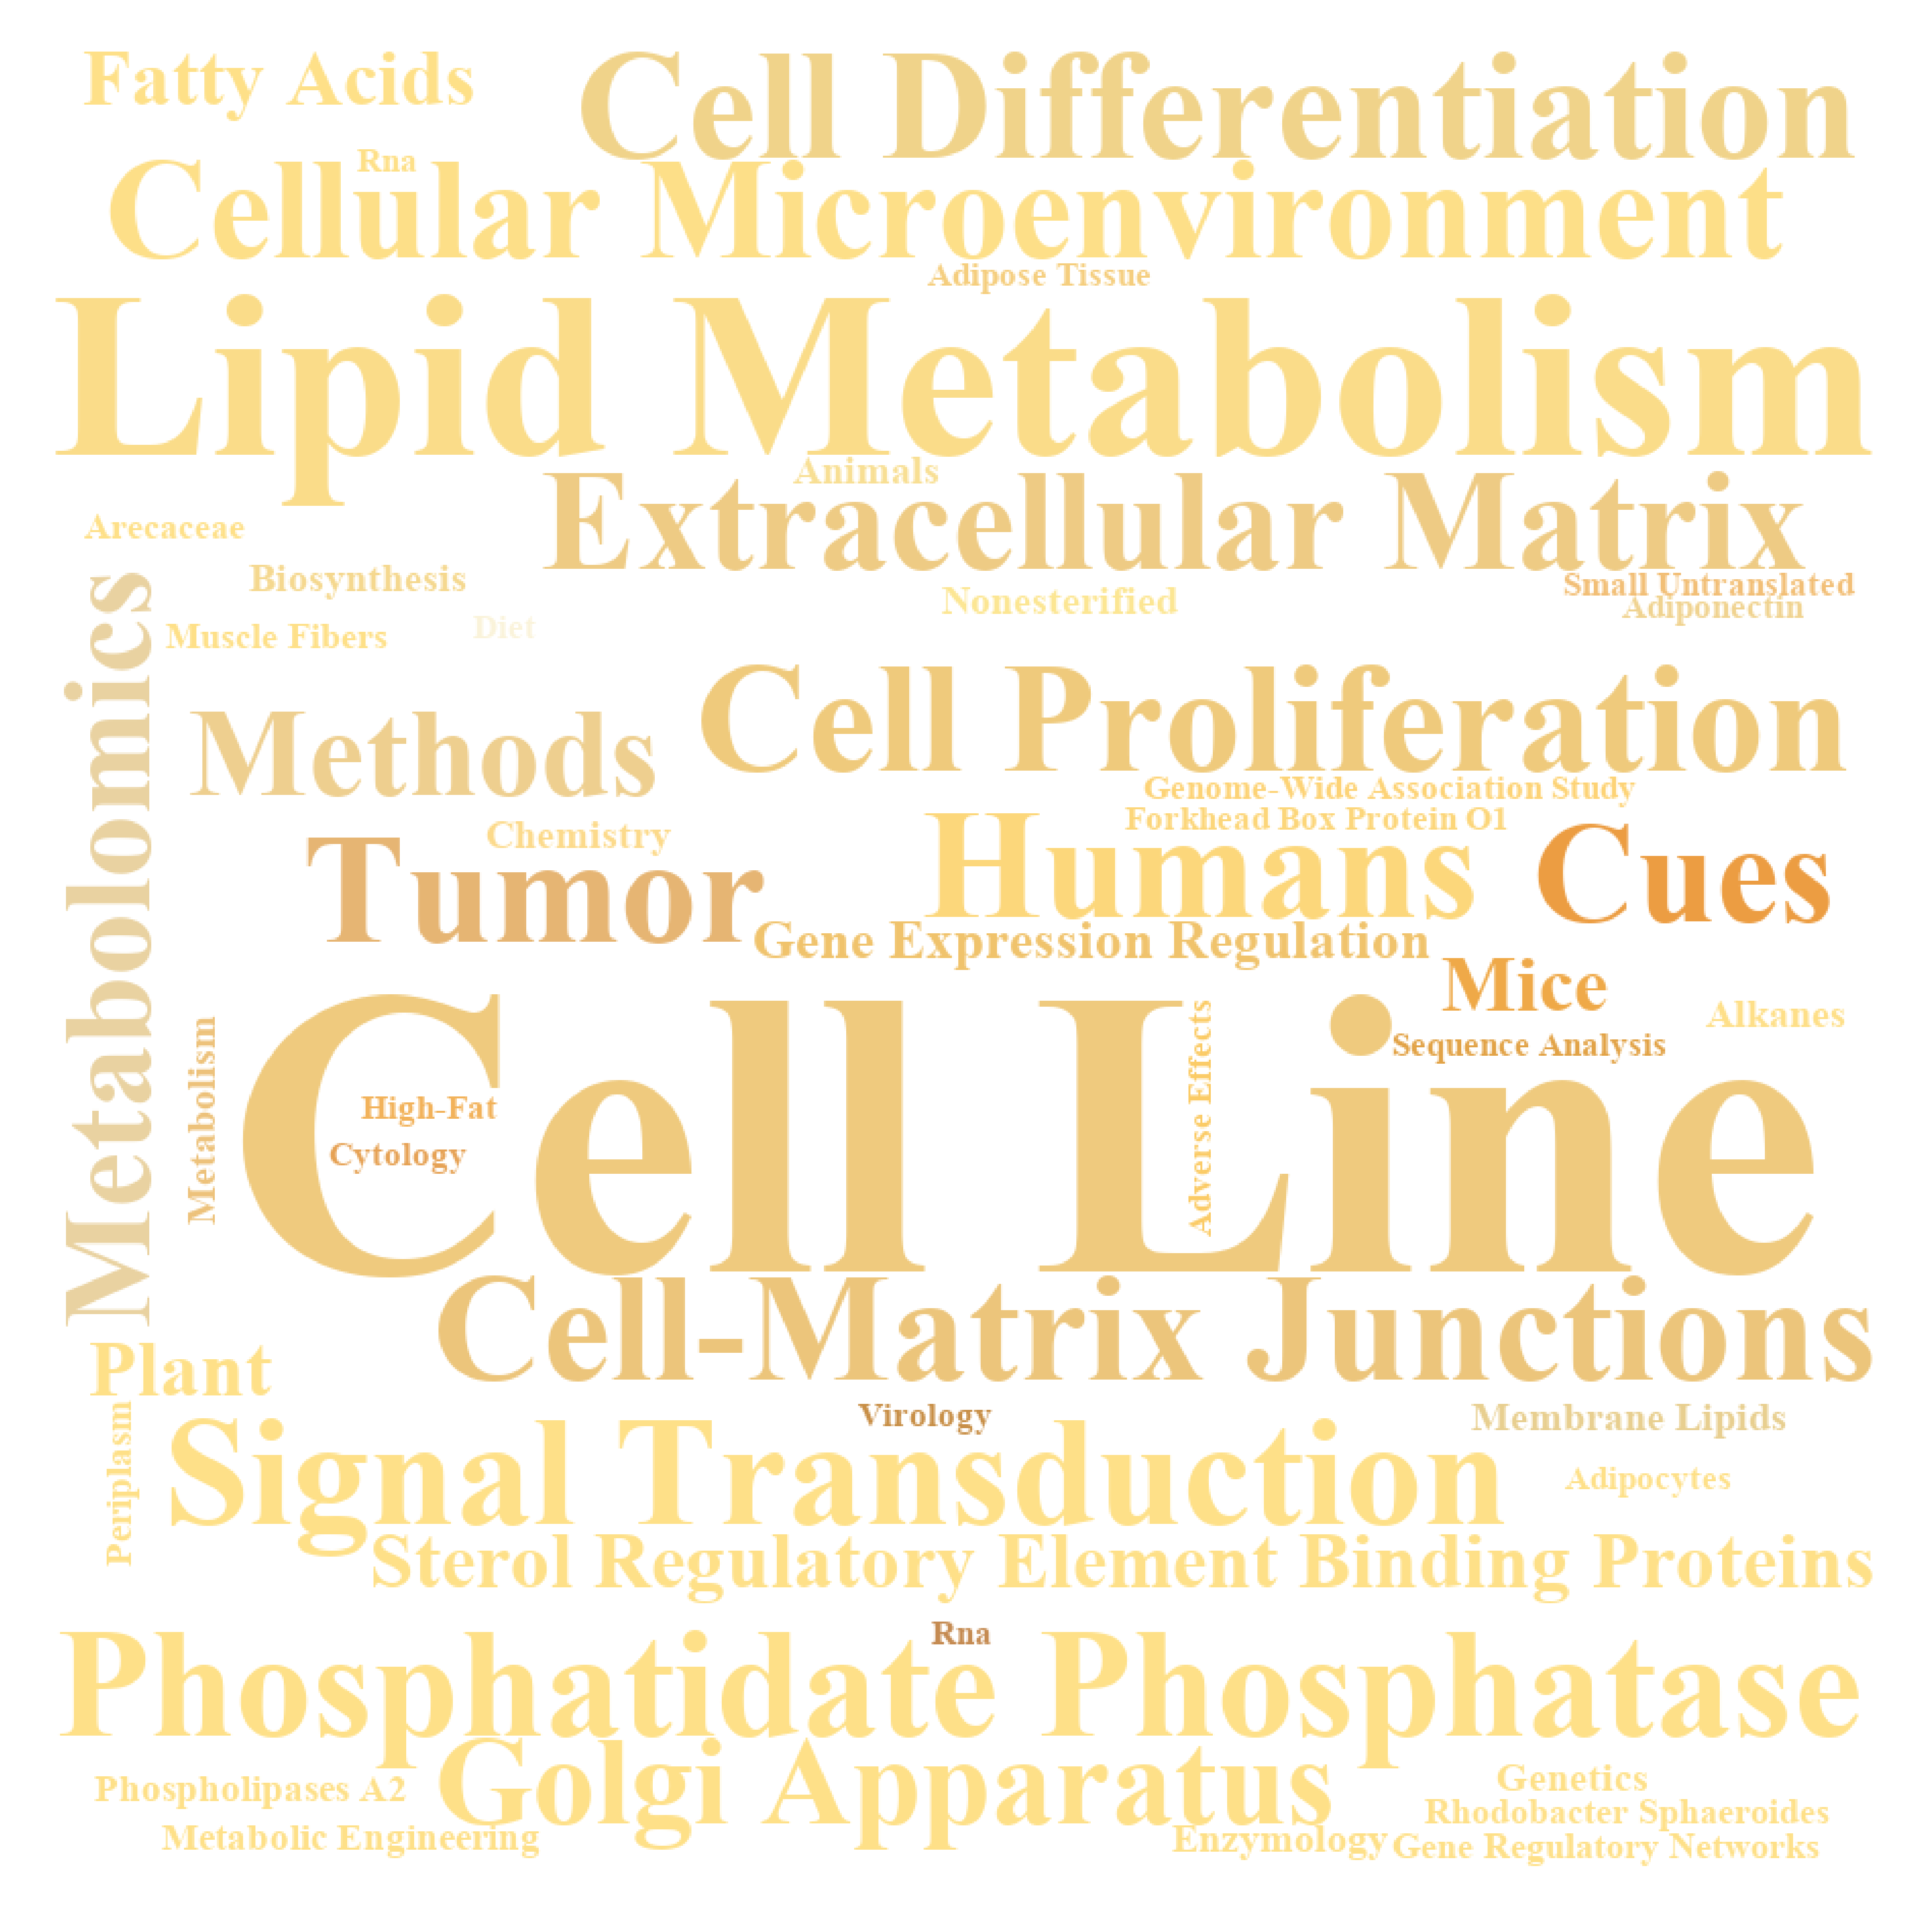 Fatty Acids
Cell Differentiation
Rna
Cellular Microenvironment
Adipose Tissue
Lipid Metabolism
Animals
Extracellular Matrix
Arecaceae
Biosynthesis
Nonesterified
Small Untranslated
Adiponectin
Muscle Fibers
Diet
Metabolomics
Cell Proliferation
Methods
Genome-Wide Association Study
Forkhead Box Protein O1
Chemistry
Humans
Cues
Tumor
Gene Expression Regulation
Mice
Alkanes
Sequence Analysis
Metabolism
Adverse Effects
Cell Line
High-Fat
Cytology
Cell-Matrix Junctions
Plant
Virology
Membrane Lipids
Periplasm
Signal Transduction
Adipocytes
Sterol Regulatory Element Binding Proteins
Rna
Phosphatidate Phosphatase
Golgi Apparatus
Phospholipases A2
Genetics
Rhodobacter Sphaeroides
Metabolic Engineering
Enzymology
Gene Regulatory Networks